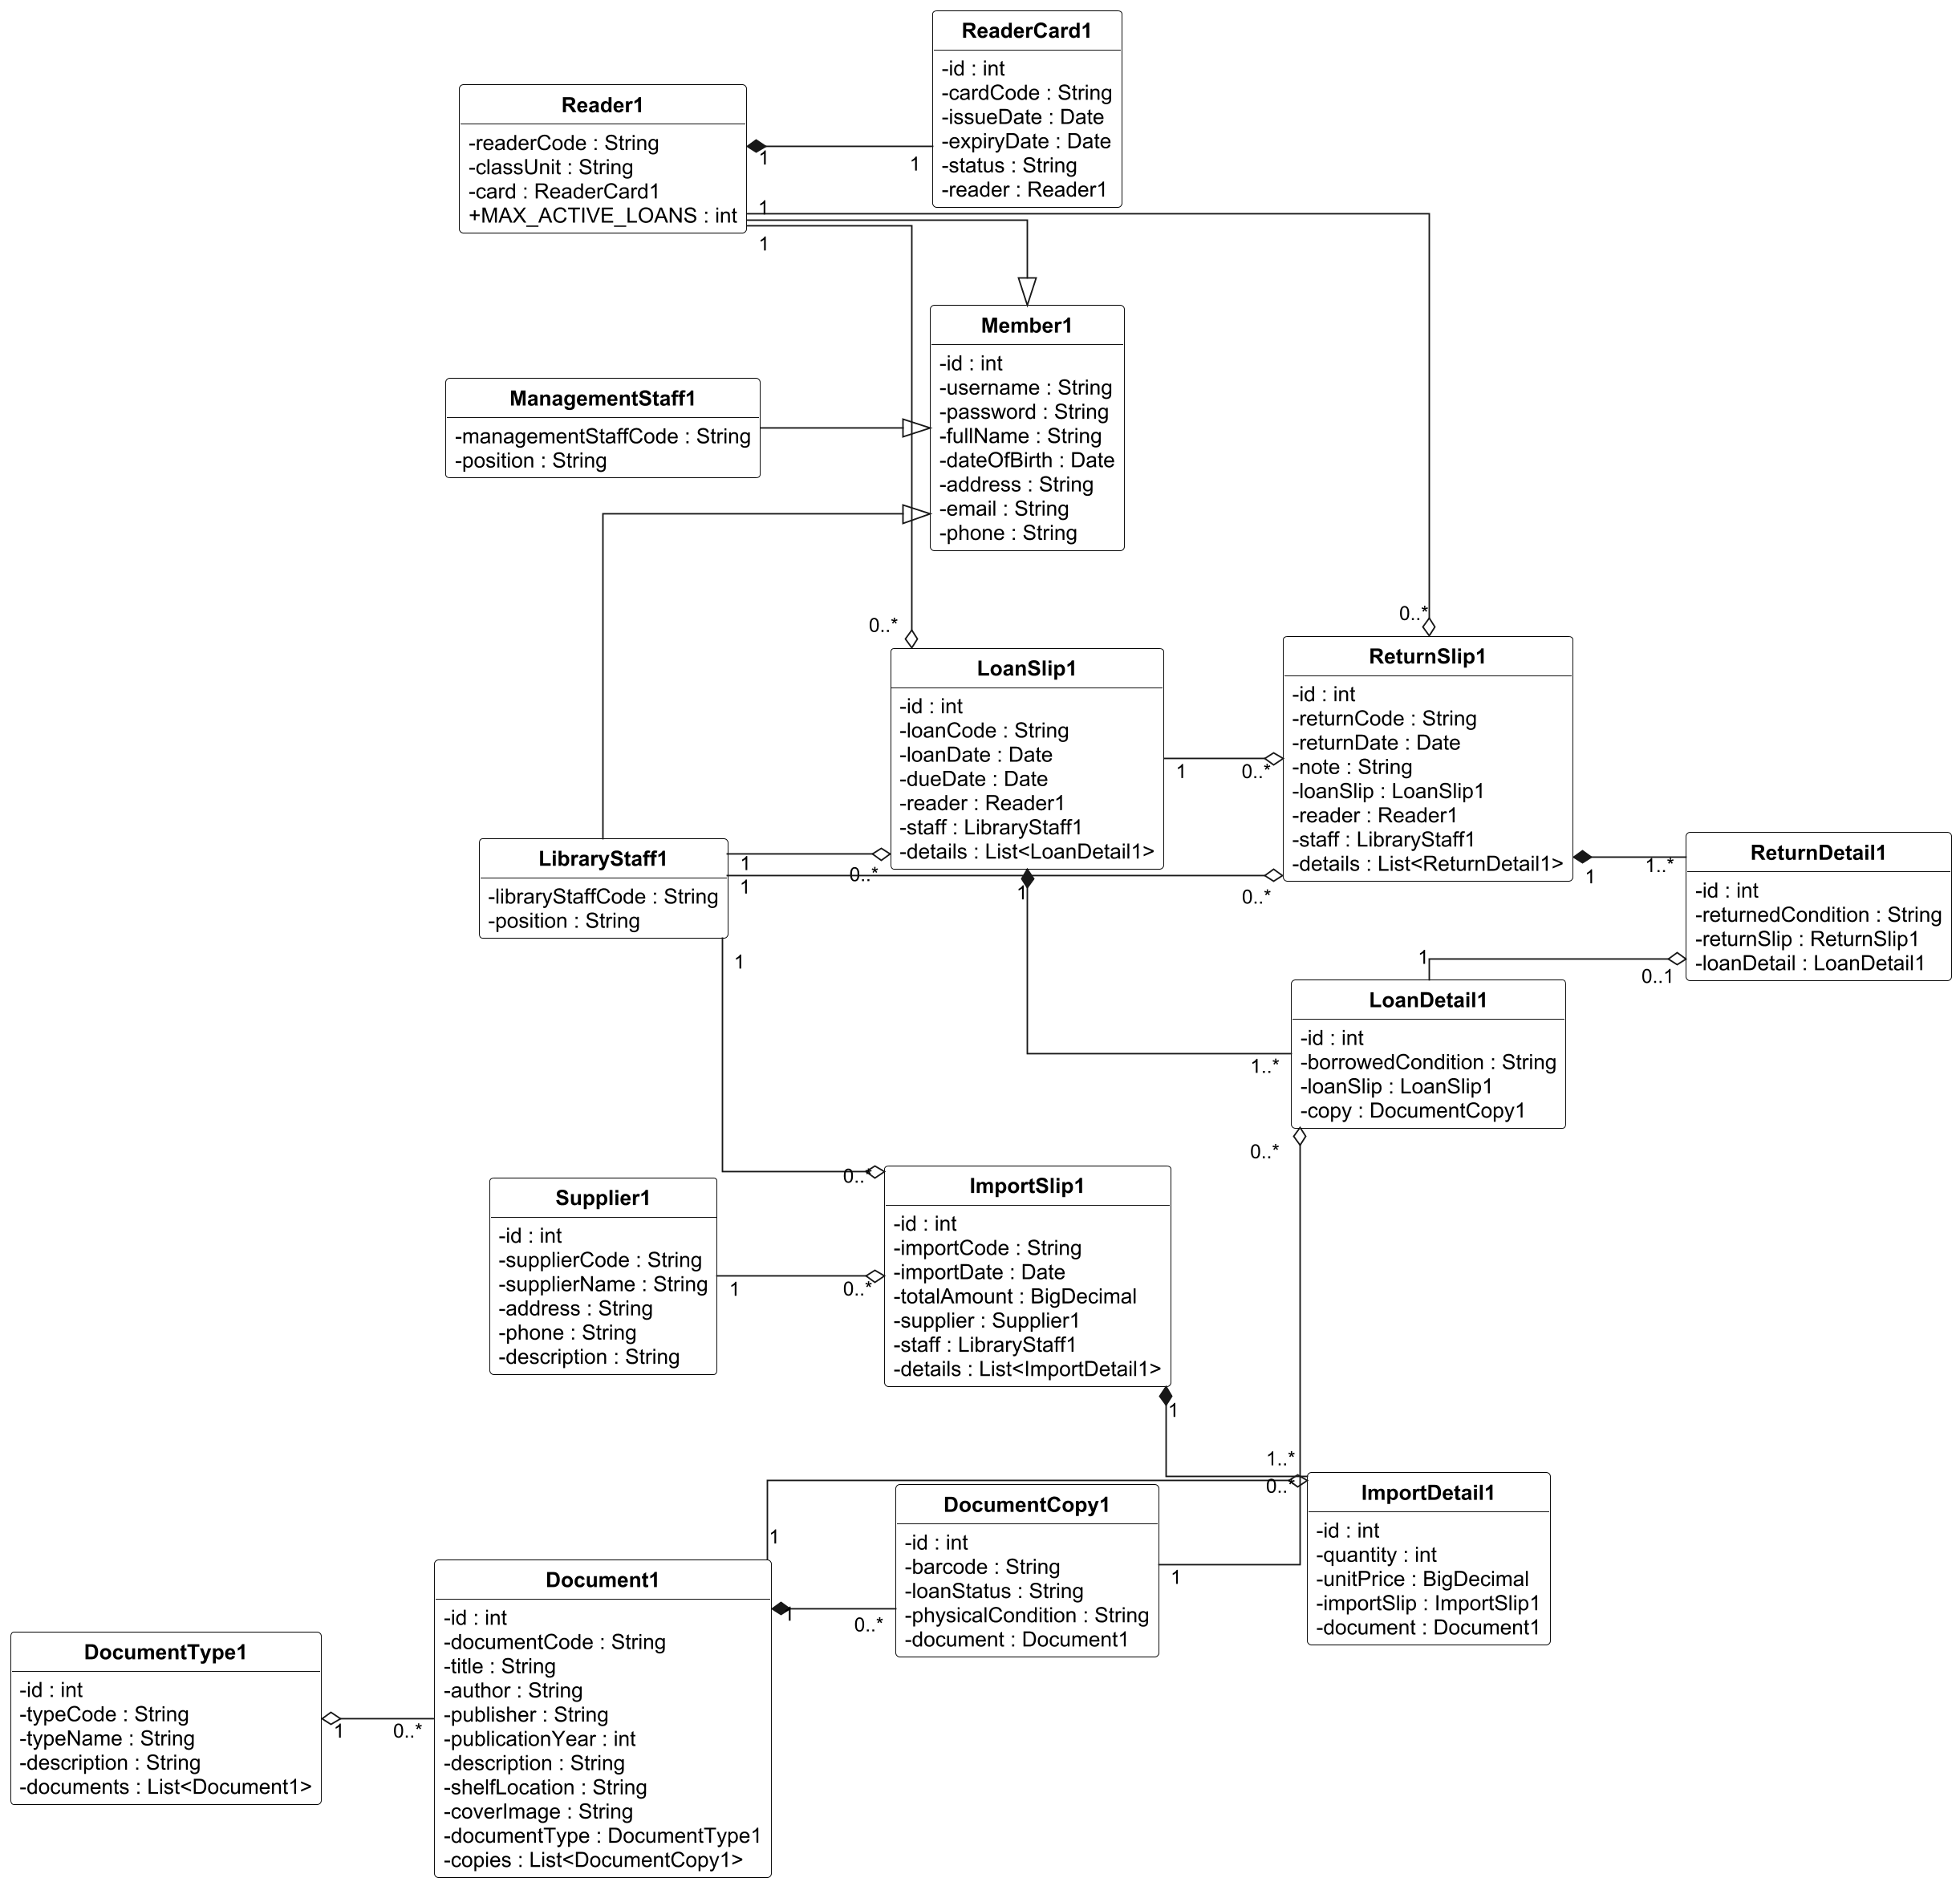 ReaderCard1
-id : int
-cardCode : String
-issueDate : Date
-expiryDate : Date
-status : String
-reader : Reader1
Reader1
-readerCode : String
-classUnit : String
-card : ReaderCard1
+MAX_ACTIVE_LOANS : int
1
1
1
1
Member1
-id : int
-username : String
-password : String
-fullName : String
-dateOfBirth : Date
-address : String
-email : String
-phone : String
ManagementStaff1
-managementStaffCode : String
-position : String
0..*
0..*
LoanSlip1
-id : int
-loanCode : String
-loanDate : Date
-dueDate : Date
-reader : Reader1
-staff : LibraryStaff1
-details : List<LoanDetail1>
1
0..*
ReturnSlip1
-id : int
-returnCode : String
-returnDate : Date
-note : String
-loanSlip : LoanSlip1
-reader : Reader1
-staff : LibraryStaff1
-details : List<ReturnDetail1>
LibraryStaff1
-libraryStaffCode : String
-position : String
1
0..*
1
0..*
1
1
1
1..*
ReturnDetail1
-id : int
-returnedCondition : String
-returnSlip : ReturnSlip1
-loanDetail : LoanDetail1
1
0..1
LoanDetail1
-id : int
-borrowedCondition : String
-loanSlip : LoanSlip1
-copy : DocumentCopy1
1..*
0..*
0..*
Supplier1
-id : int
-supplierCode : String
-supplierName : String
-address : String
-phone : String
-description : String
1
0..*
ImportSlip1
-id : int
-importCode : String
-importDate : Date
-totalAmount : BigDecimal
-supplier : Supplier1
-staff : LibraryStaff1
-details : List<ImportDetail1>
1
1..*
0..*
ImportDetail1
-id : int
-quantity : int
-unitPrice : BigDecimal
-importSlip : ImportSlip1
-document : Document1
DocumentCopy1
-id : int
-barcode : String
-loanStatus : String
-physicalCondition : String
-document : Document1
1
1
1
0..*
Document1
-id : int
-documentCode : String
-title : String
-author : String
-publisher : String
-publicationYear : int
-description : String
-shelfLocation : String
-coverImage : String
-documentType : DocumentType1
-copies : List<DocumentCopy1>
DocumentType1
-id : int
-typeCode : String
-typeName : String
-description : String
-documents : List<Document1>
1
0..*